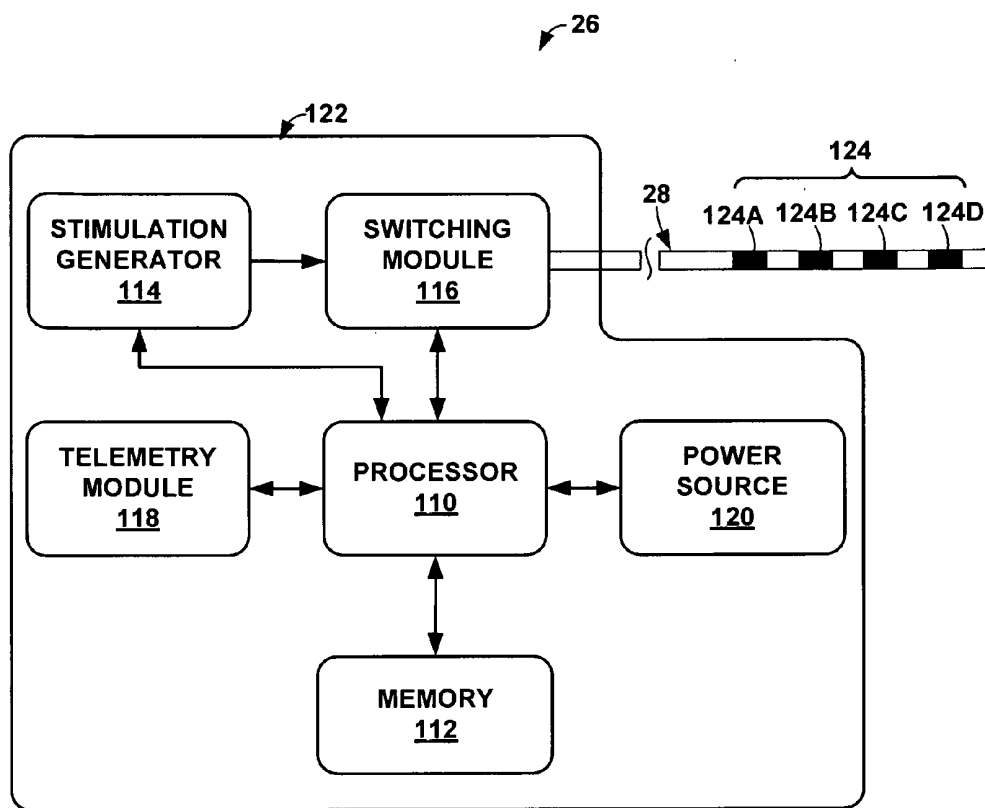 26
122
124
28
124A 124B 124C 124D
STIMULATION
GENERATOR
114
SWITCHING
MODULE
116
TELEMETRY
MODULE
118
PROCESSOR
110
POWER
SOURCE
120
MEMORY
112